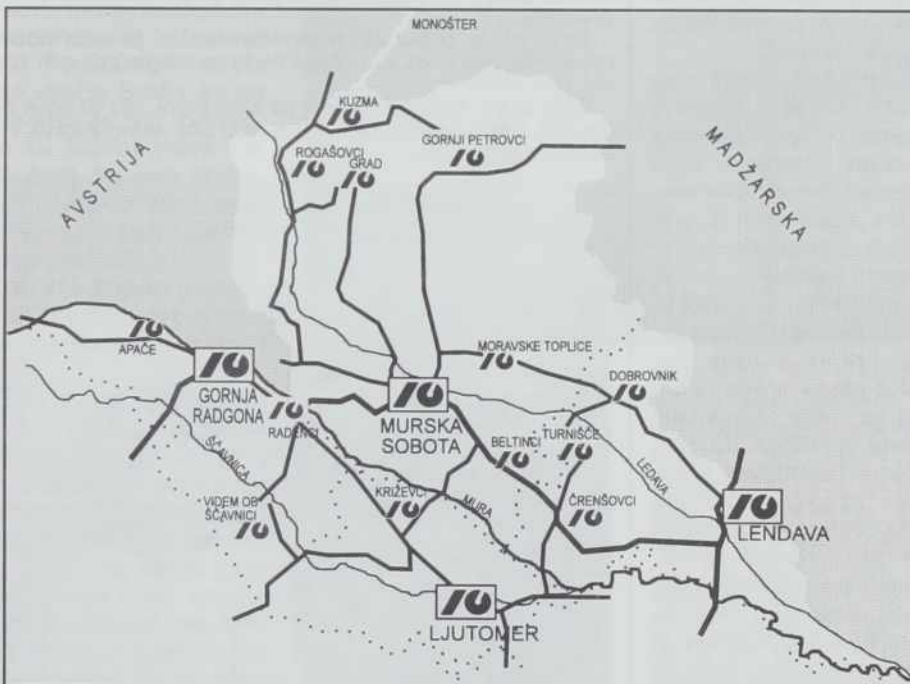 MONOŠTER
KUZMA
GORNJI PETROVCI
ROGAŠOVCI
GRAD
AVSTRIJA
MADŽARSKA
APAČE
MORAVSKE TOPLICE
DOBROVNIK
GORNJA
RADGONA
RADENCI
MURSKA
SOBOTA
BELTINCI
TURNIŠČE
LEDAVA
ŠČAVNICA
VIDEM OB
ŠČAVNICI
KRIŽEVCI
MURA
ČRENŠOVCI
LENDAVA
LJUTOMER